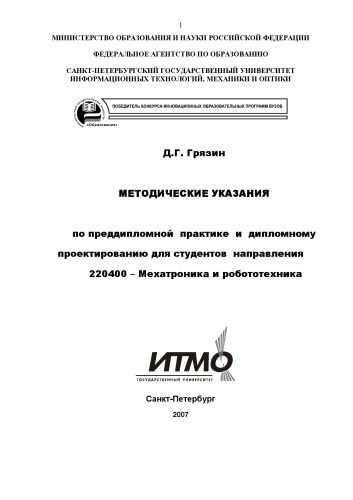 1
МИНИСТЕРСТВО ОБРАЗОВАНИЯ И НАУКИ РОССИЙСКОЙ ФЕДЕРАЦИИ
ФЕДЕРАЛЬНОЕ АГЕНТСТВО ПО ОБРАЗОВАНИЮ
САНКТ-ПЕТЕРБУРГСКИЙ ГОСУДАРСТВЕННЫЙ УНИВЕРСИТЕТ
ИНФОРМАЦИОННЫХ ТЕХНОЛОГИЙ, МЕХАНИКИ И ОПТИКИ
ПОБЕДИТЕЛЬ КОНКУРСА ИННОВАЦИОННЫХ ОБРАЗОВАТЕЛЬНЫХ ПРОГРАММ ВУЗОВ
«Образование»
Д.Г. Грязин
МЕТОДИЧЕСКИЕ УКАЗАНИЯ
по преддипломной практике и дипломному
проектированию для студентов направления
220400 – Мехатроника и робототехника
ИТМО
ГОСУДАРСТВЕННЫЙ УНИВЕРСИТЕТ
Санкт-Петербург
2007